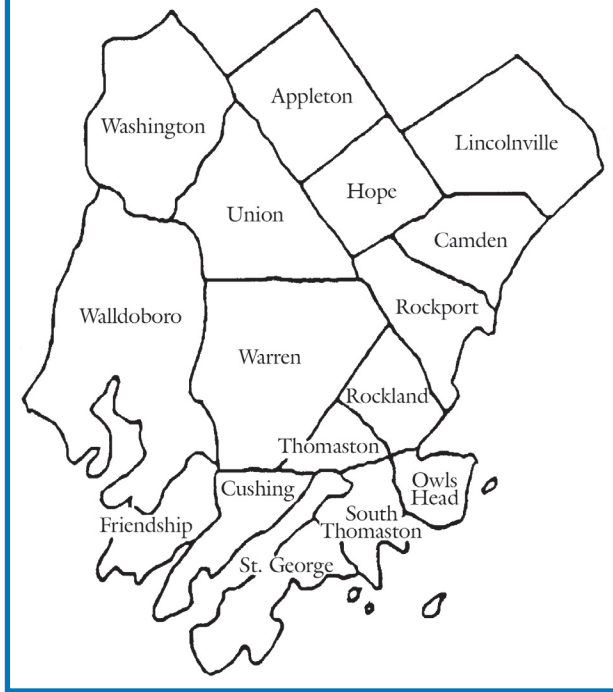 Appleton
Washington
Lincolnville
Hope
Union
Camden
Rockport
Walldoboro
Warren
Rockland
Thomaston
Owls
Head
Cushing
South
Thomaston
Friendship
St. George